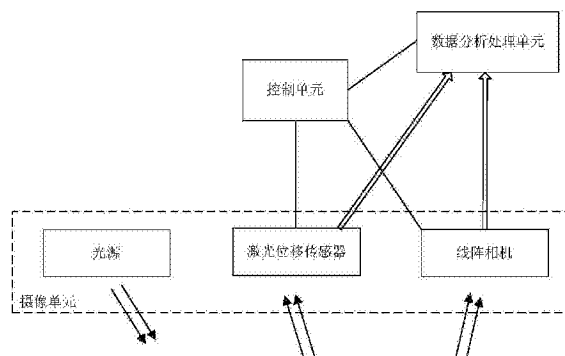 数据分析处理单元
控制单元
光源
激光位移传感器
线阵相机
摄像单元